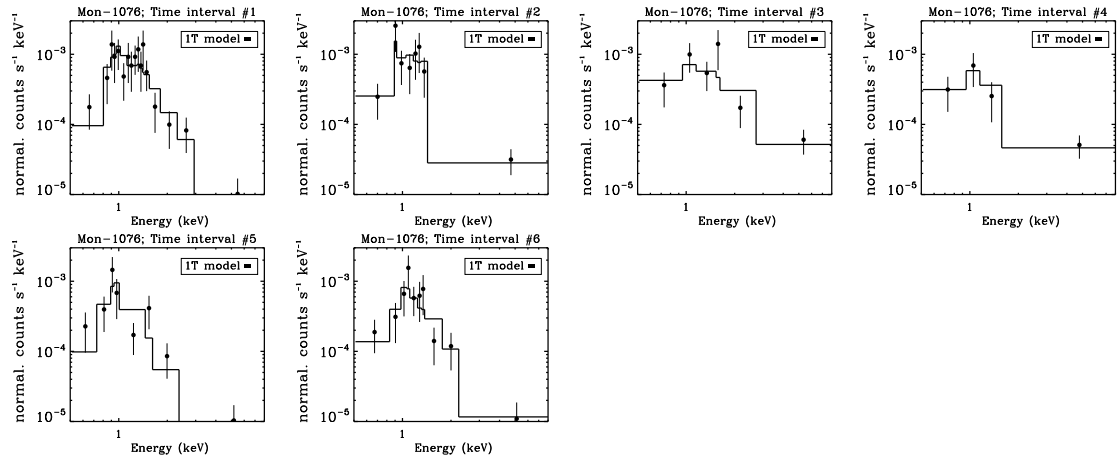 Mon-1076; Time interval #1
1T model
normal. counts s⁻¹ keV⁻¹
10⁻³
10⁻⁴
10⁻⁵
1
Energy (keV)
Mon-1076; Time interval #2
1T model
normal. counts s⁻¹ keV⁻¹
10⁻³
10⁻⁴
10⁻⁵
1
Energy (keV)
Mon-1076; Time interval #3
1T model
normal. counts s⁻¹ keV⁻¹
10⁻³
10⁻⁴
10⁻⁵
1
Energy (keV)
Mon-1076; Time interval #4
1T model
normal. counts s⁻¹ keV⁻¹
10⁻³
10⁻⁴
10⁻⁵
1
Energy (keV)
Mon-1076; Time interval #5
1T model
normal. counts s⁻¹ keV⁻¹
10⁻³
10⁻⁴
10⁻⁵
1
Energy (keV)
Mon-1076; Time interval #6
1T model
normal. counts s⁻¹ keV⁻¹
10⁻³
10⁻⁴
10⁻⁵
1
Energy (keV)